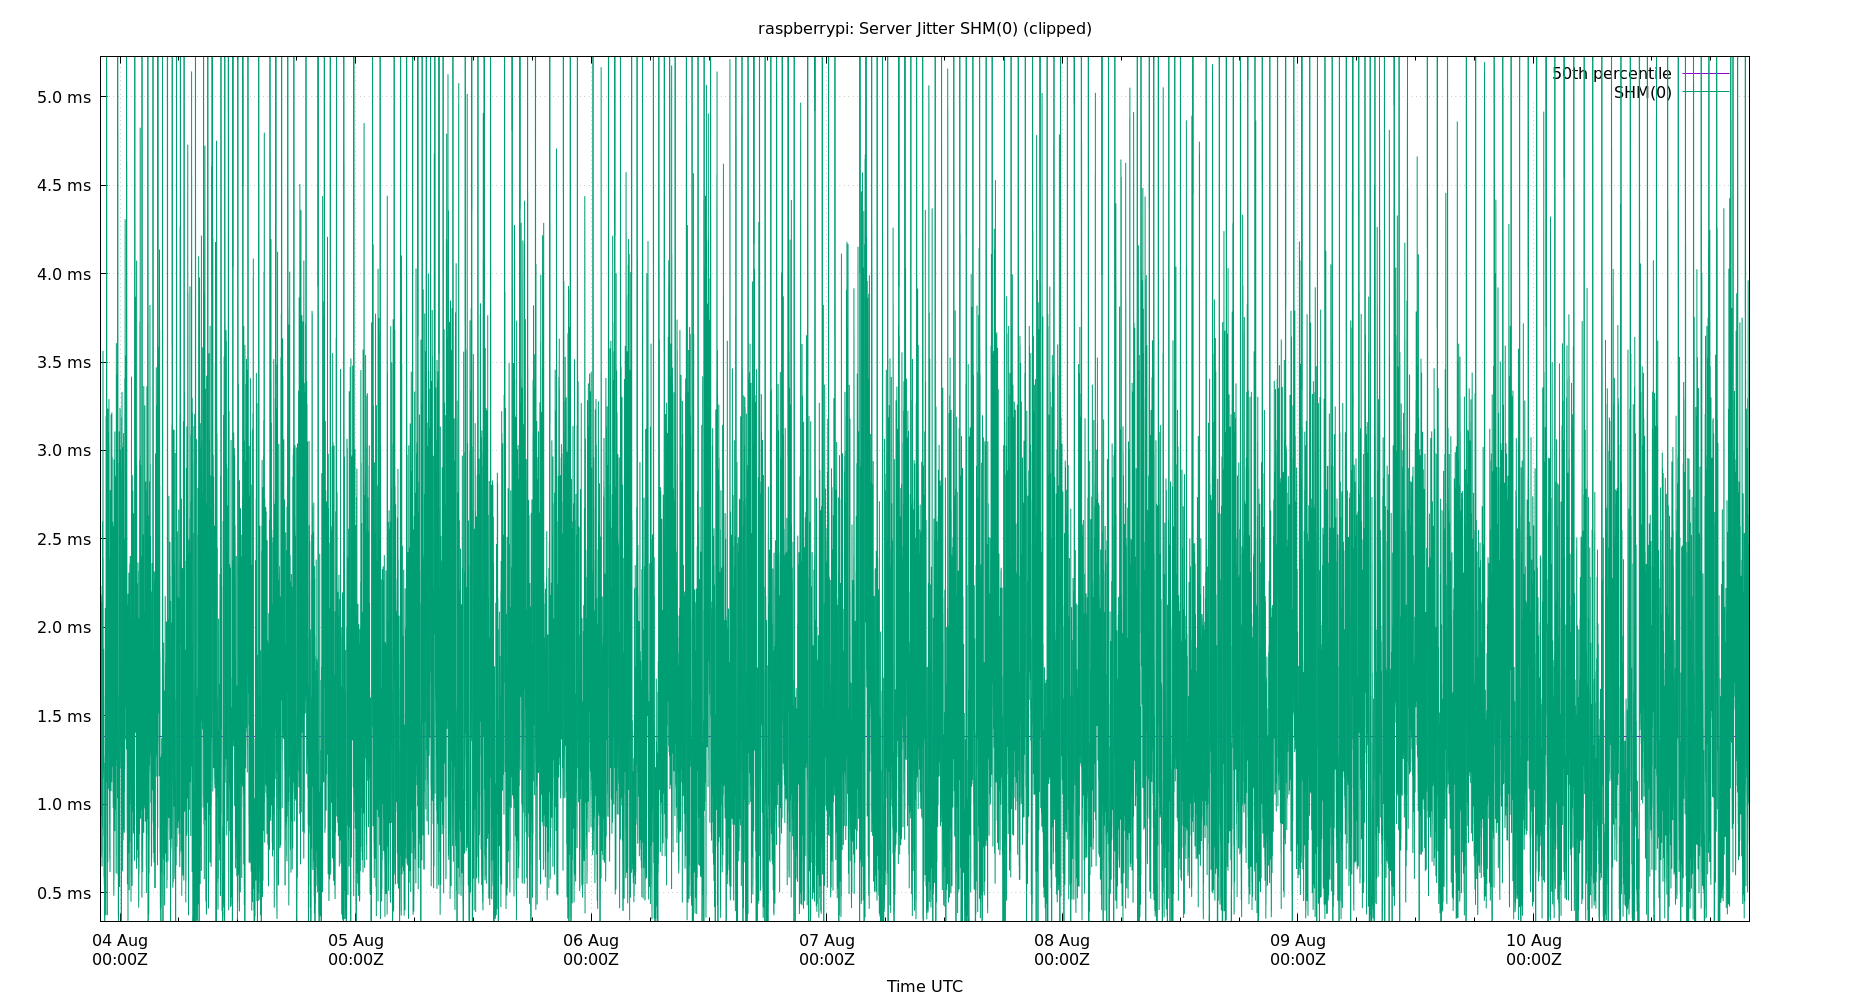 raspberrypi: Server Jitter SHM(0) (clipped)
50th percentile
SHM(0)
5.0 ms
4.5 ms
4.0 ms
3.5 ms
3.0 ms
2.5 ms
2.0 ms
1.5 ms
1.0 ms
0.5 ms
04 Aug 05 Aug 06 Aug 07 Aug 08 Aug 09 Aug 10 Aug
00:00Z 00:00Z 00:00Z 00:00Z 00:00Z 00:00Z 00:00Z
Time UTC